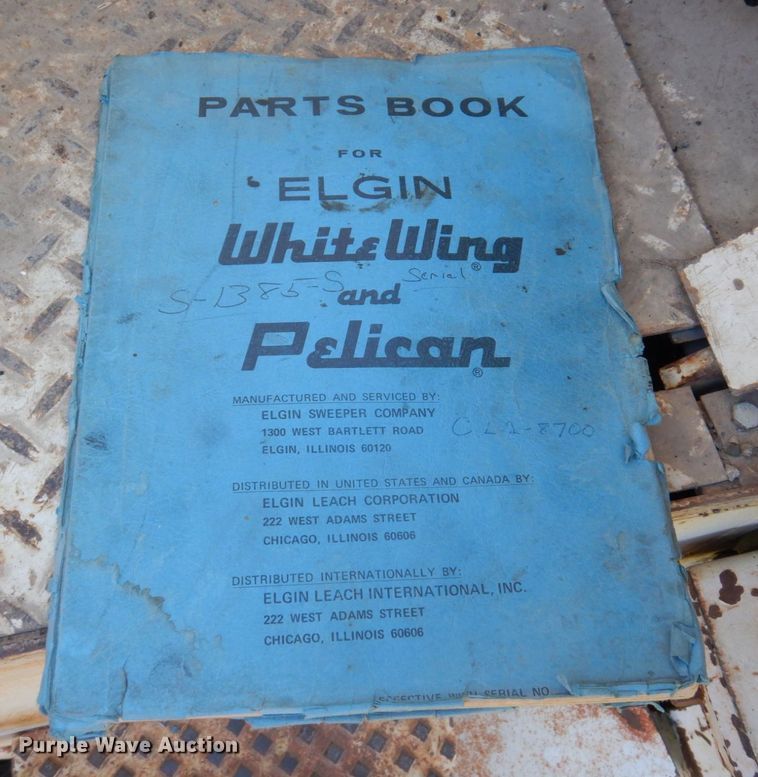 PARTS BOOK
FOR
ELGIN
White Wing®
S-1385-S Serial
and
Pelican®
MANUFACTURED AND SERVICED BY:
ELGIN SWEEPER COMPANY
1300 WEST BARTLETT ROAD
ELGIN, ILLINOIS 60120
DISTRIBUTED IN UNITED STATES AND CANADA BY:
ELGIN LEACH CORPORATION
222 WEST ADAMS STREET
CHICAGO, ILLINOIS 60606
DISTRIBUTED INTERNATIONALLY BY:
ELGIN LEACH INTERNATIONAL, INC.
222 WEST ADAMS STREET
CHICAGO, ILLINOIS 60606
WITH SERIAL NO
Purple Wave Auction